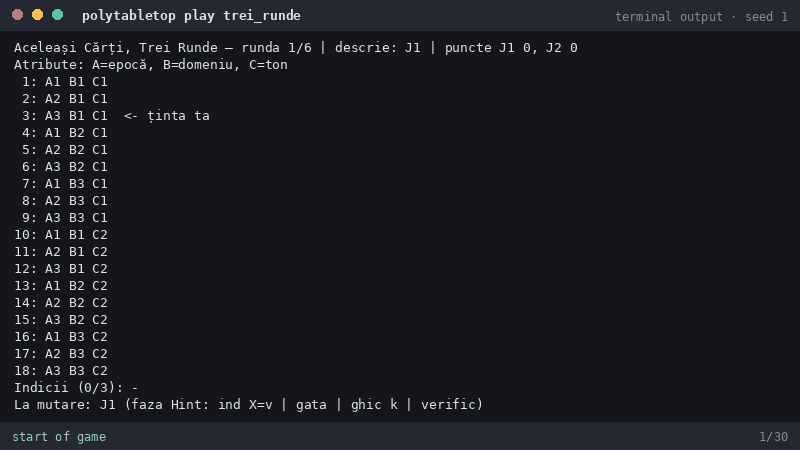 polytabletop play trei_runde
terminal output · seed 1
Aceleași Cărți, Trei Runde — runda 1/6 | descrie: J1 | puncte J1 0, J2 0
Atribute: A=epocă, B=domeniu, C=ton
1: A1 B1 C1
2: A2 B1 C1
3: A3 B1 C1 <- ținta ta
4: A1 B2 C1
5: A2 B2 C1
6: A3 B2 C1
7: A1 B3 C1
8: A2 B3 C1
9: A3 B3 C1
10: A1 B1 C2
11: A2 B1 C2
12: A3 B1 C2
13: A1 B2 C2
14: A2 B2 C2
15: A3 B2 C2
16: A1 B3 C2
17: A2 B3 C2
18: A3 B3 C2
Indicii (0/3): -
La mutare: J1 (faza Hint: ind X=v | gata | ghic k | verific)
start of game
1/30